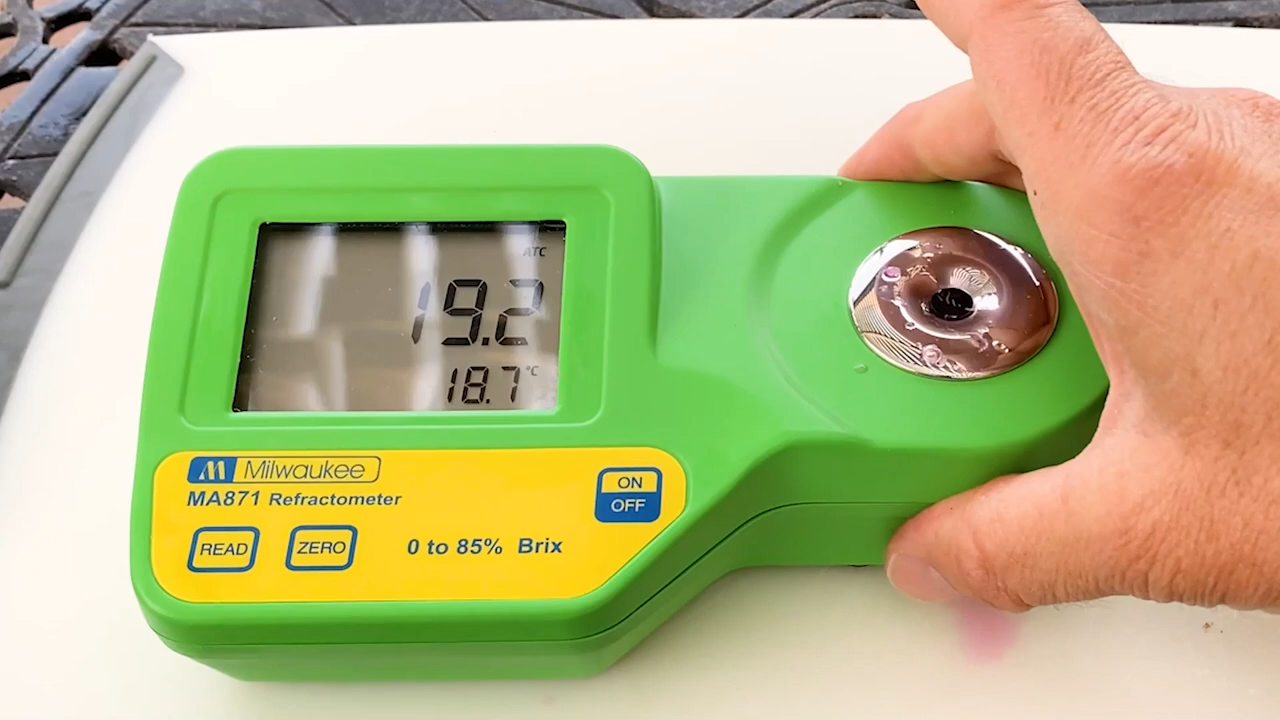 ATC
19.2
18.7 °C
Milwaukee
MA871 Refractometer
ON
OFF
READ ZERO 0 to 85% Brix